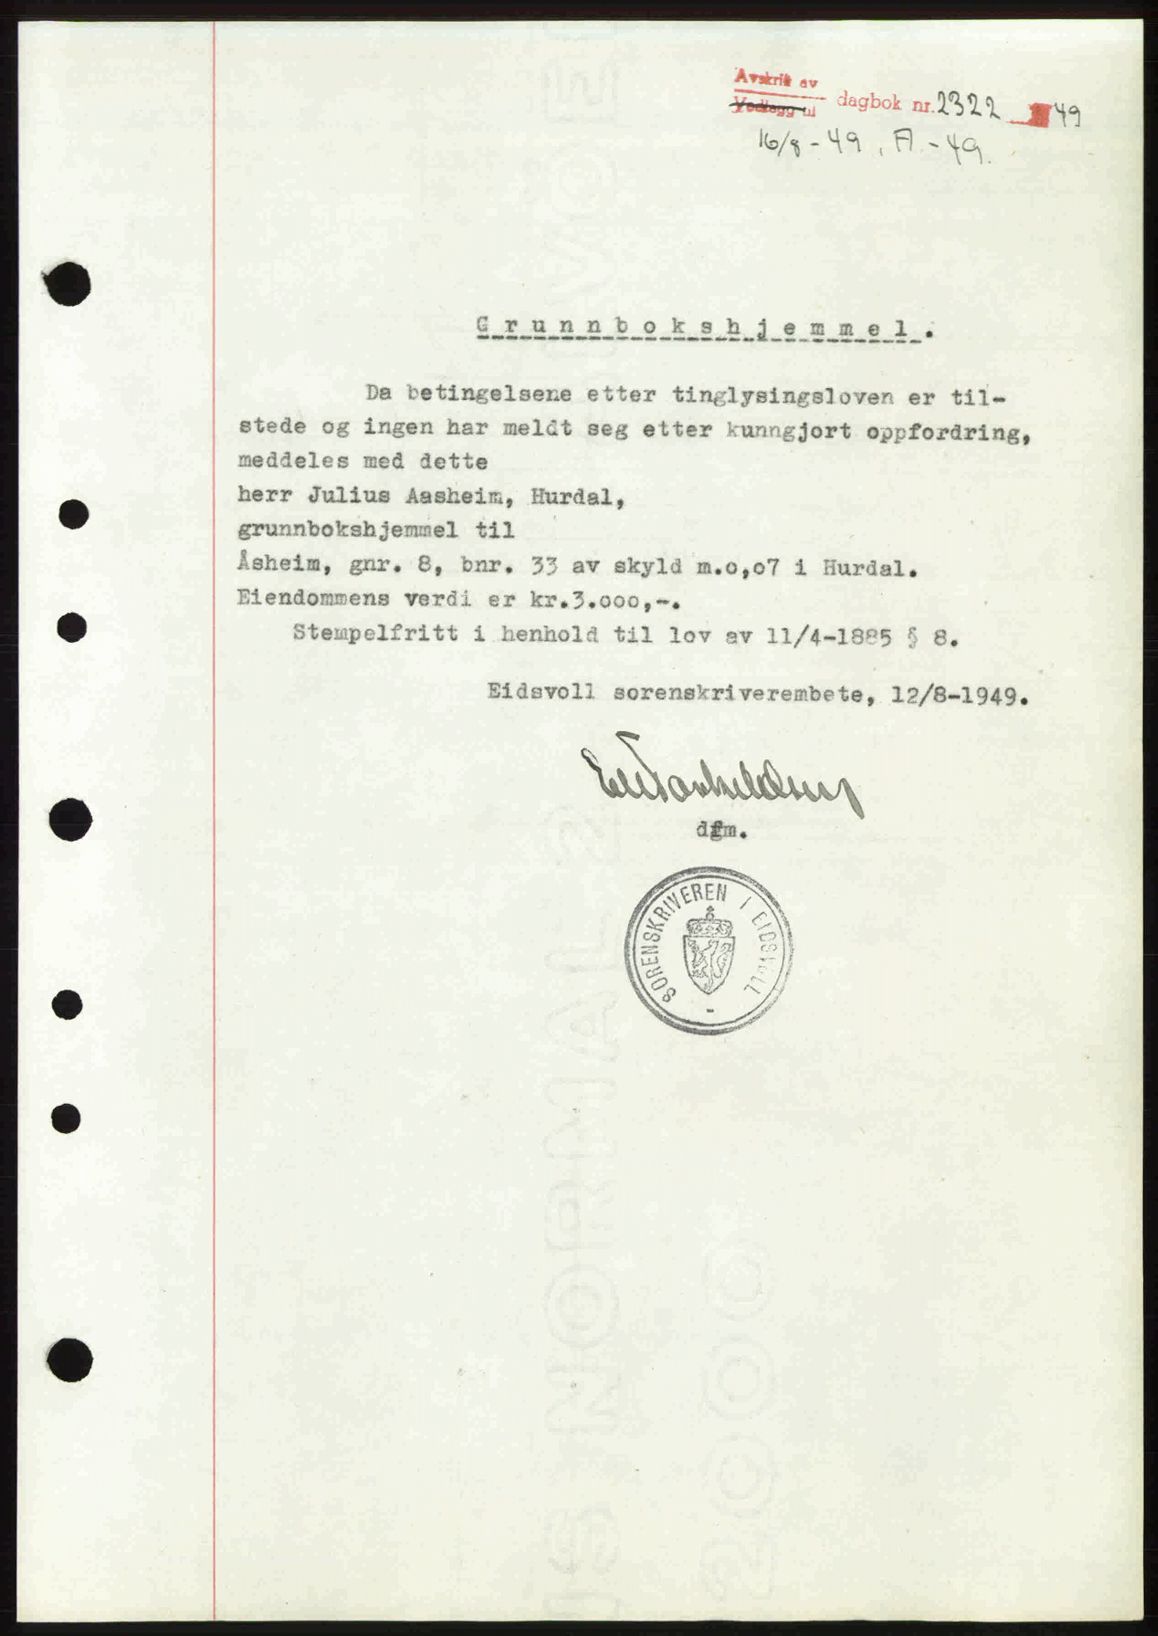 Avskrift av
Vedlegg til dagbok nr. 2322 49
16/8 - 49, A - 49.
Grunnbokshjemmel.
Da betingelsene etter tinglysingsloven er til-
stede og ingen har meldt seg etter kunngjort oppfordring,
meddeles med dette
herr Julius Aasheim, Hurdal,
grunnbokshjemmel til
Åsheim, gnr. 8, bnr. 33 av skyld m.o,o7 i Hurdal.
Eiendommens verdi er kr.3.ooo,-.
Stempelfritt i henhold til lov av 11/4-1885 § 8.
Eidsvoll sorenskriverembete, 12/8-1949.
dfm.
SORENSKRIVEREN I EIDSVOLL